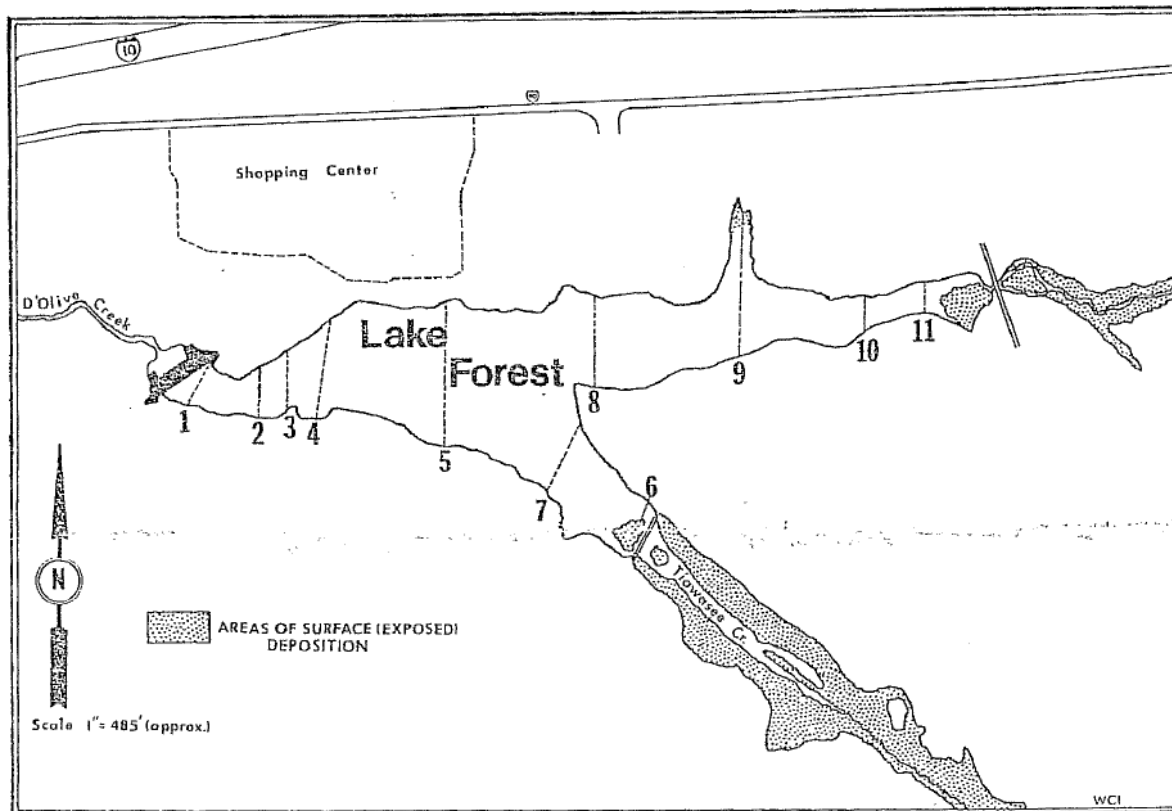 10
Shopping Center
D'Olive
Creek
Lake
Forest
1
2
3
4
5
6
7
8
9
10
11
Tiawasee Cr.
N
AREAS OF SURFACE (EXPOSED)
DEPOSITION
Scale 1"= 485' (approx.)
WCI